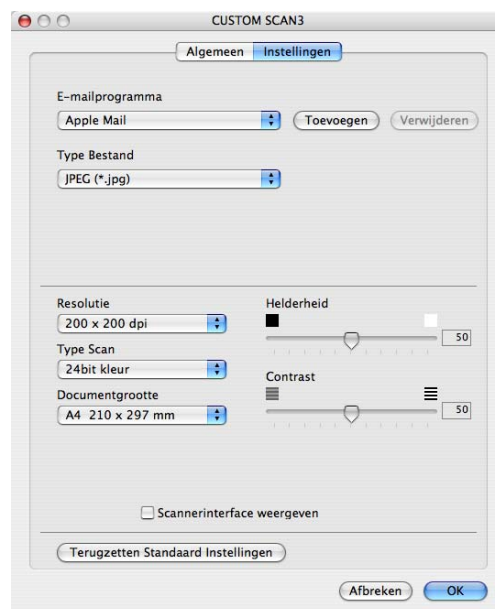 CUSTOM SCAN3
Algemeen Instellingen
E-mailprogramma
Apple Mail Toevoegen Verwijderen
Type Bestand
JPEG (*.jpg)
Resolutie
200 x 200 dpi
Type Scan
24bit kleur
Documentgrootte
A4 210 x 297 mm
Helderheid
50
Contrast
50
Scannerinterface weergeven
Terugzetten Standaard Instellingen
Afbreken OK